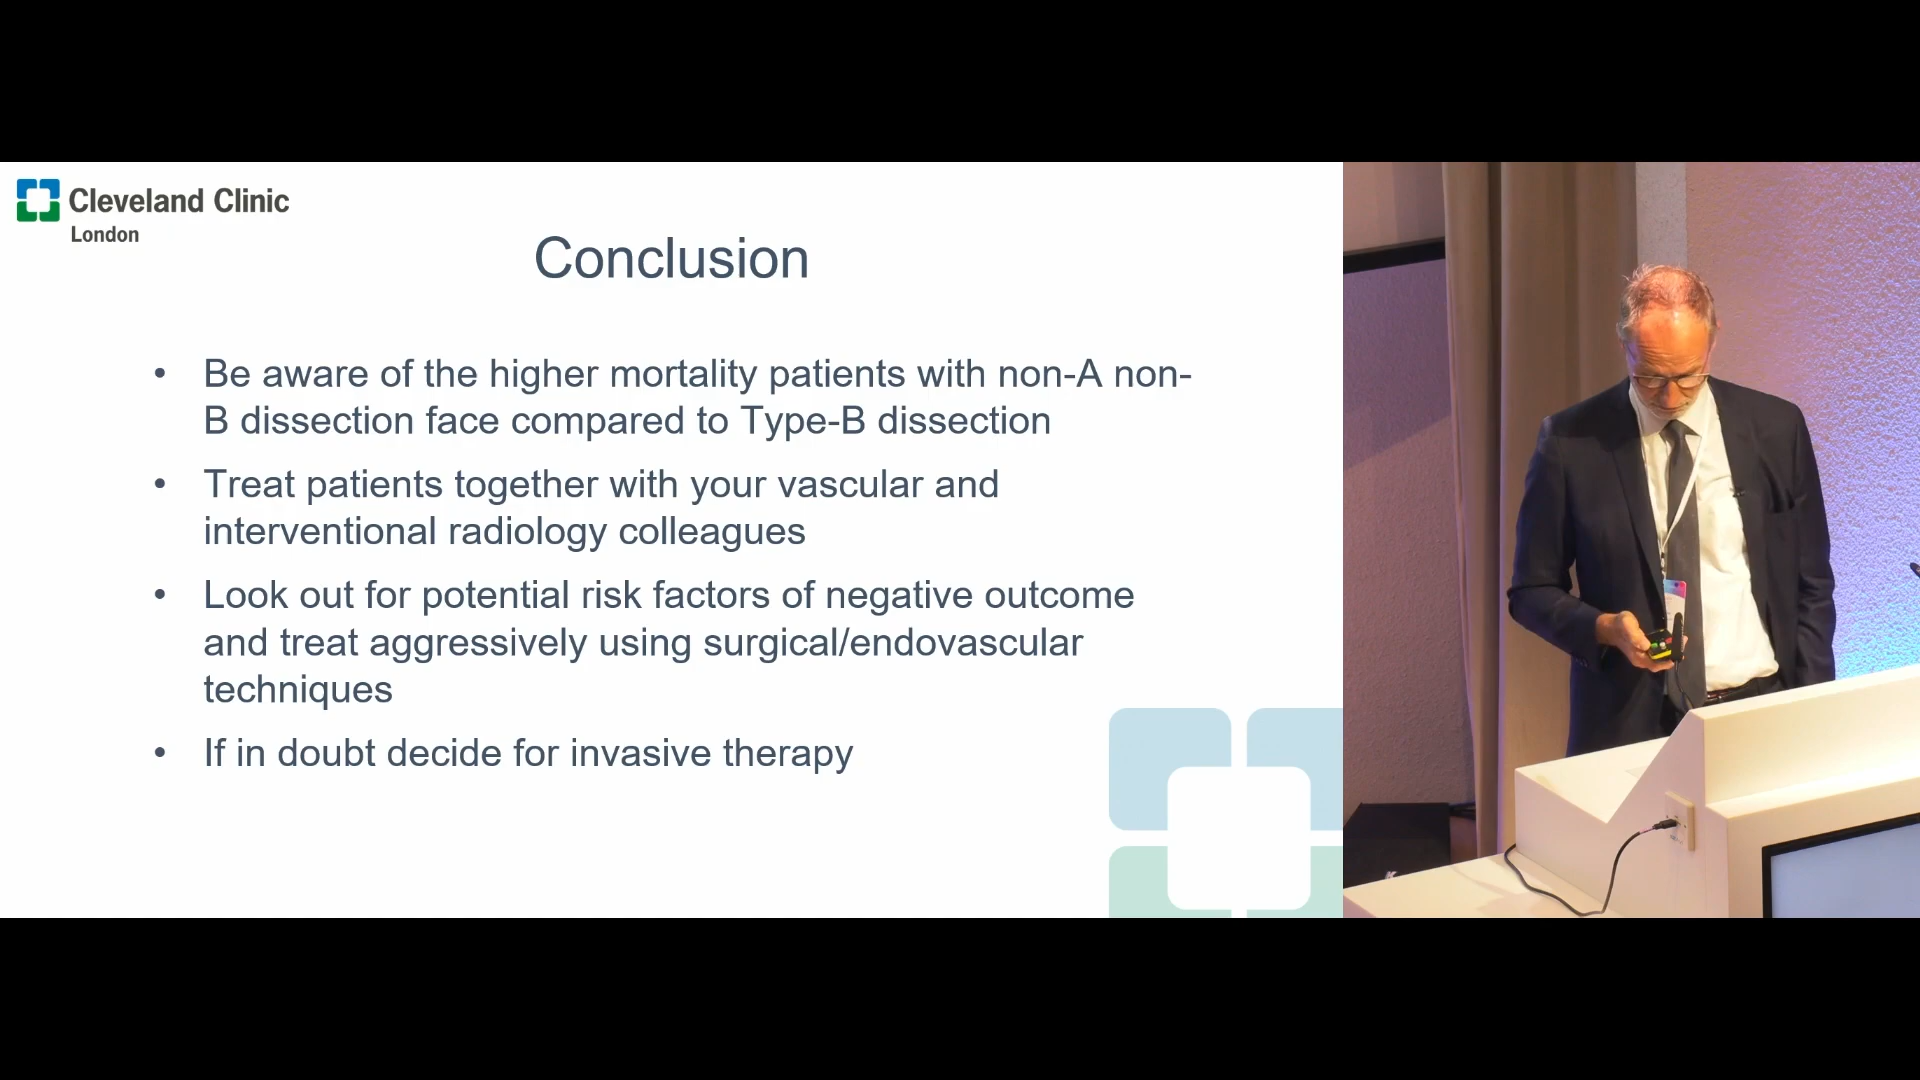 Cleveland Clinic
London
Conclusion
• Be aware of the higher mortality patients with non-A non-
B dissection face compared to Type-B dissection
• Treat patients together with your vascular and
interventional radiology colleagues
• Look out for potential risk factors of negative outcome
and treat aggressively using surgical/endovascular
techniques
• If in doubt decide for invasive therapy